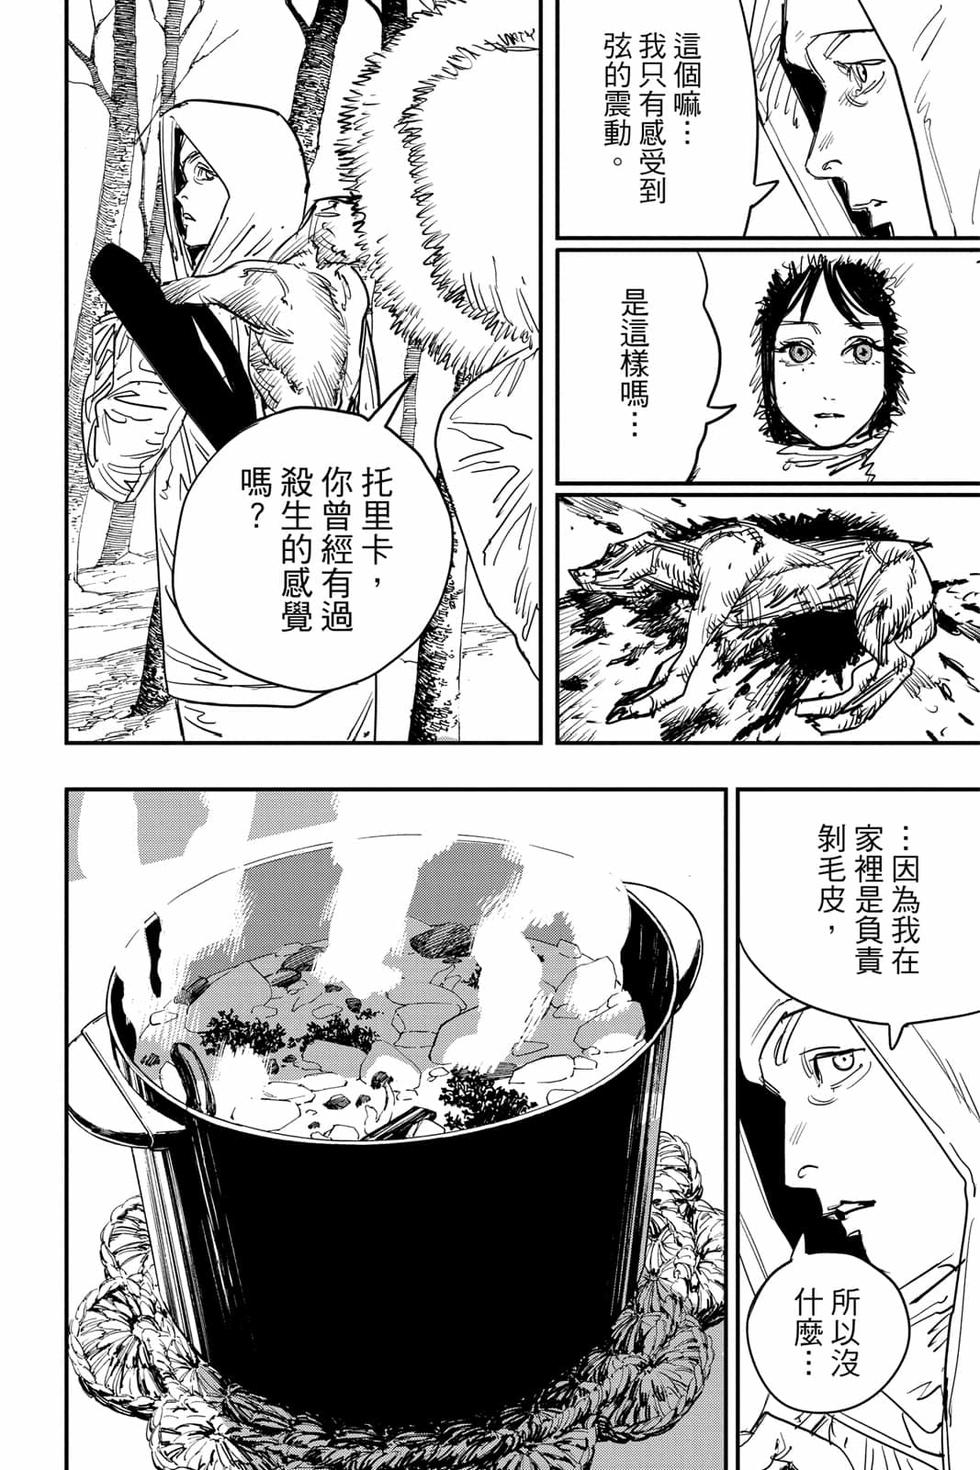 這個嘛…
我只有感受到
弦的震動。
是這樣嗎…
托里卡，
你曾經有過
殺生的感覺
嗎？
…因為我在
家裡是負責
剝毛皮，
所以沒
什麼…